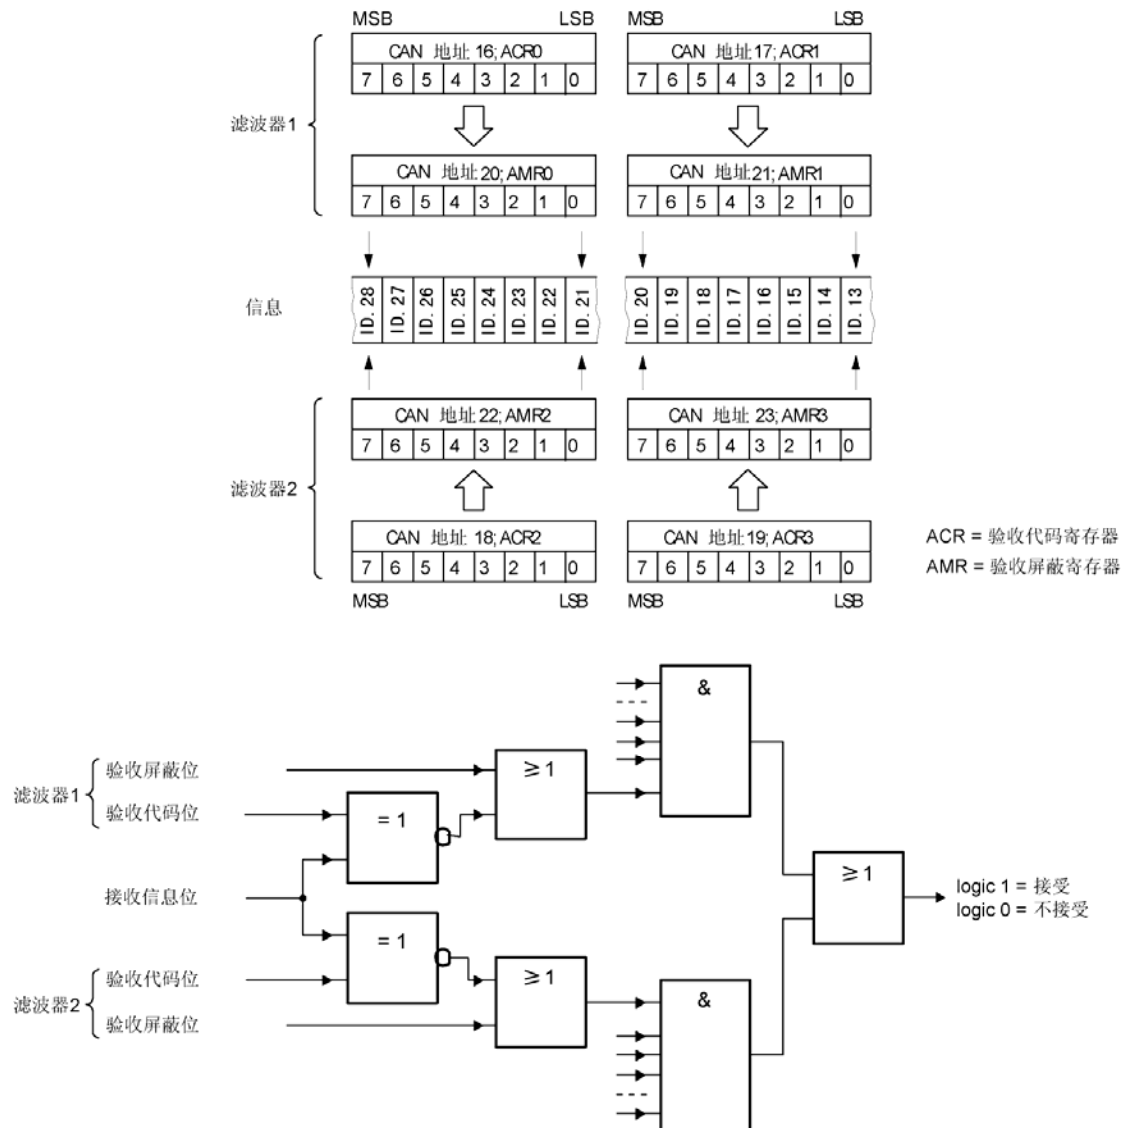 MSB LSB MSB LSB
CAN 地址 16; ACR0 CAN 地址 17; ACR1
7 6 5 4 3 2 1 0 7 6 5 4 3 2 1 0
滤波器1
CAN 地址 20; AMR0 CAN 地址 21; AMR1
7 6 5 4 3 2 1 0 7 6 5 4 3 2 1 0
信息
ID. 28 ID. 27 ID. 26 ID. 25 ID. 24 ID. 23 ID. 22 ID. 21 ID. 20 ID. 19 ID. 18 ID. 17 ID. 16 ID. 15 ID. 14 ID. 13
CAN 地址 22; AMR2 CAN 地址 23; AMR3
7 6 5 4 3 2 1 0 7 6 5 4 3 2 1 0
滤波器2
CAN 地址 18; ACR2 CAN 地址 19; ACR3
7 6 5 4 3 2 1 0 7 6 5 4 3 2 1 0
MSB LSB MSB LSB
ACR = 验收代码寄存器
AMR = 验收屏蔽寄存器
&
滤波器1
验收屏蔽位
≥1
验收代码位
= 1
接收信息位
≥1
logic 1 = 接受
logic 0 = 不接受
= 1
滤波器2
验收代码位
≥1
验收屏蔽位
&